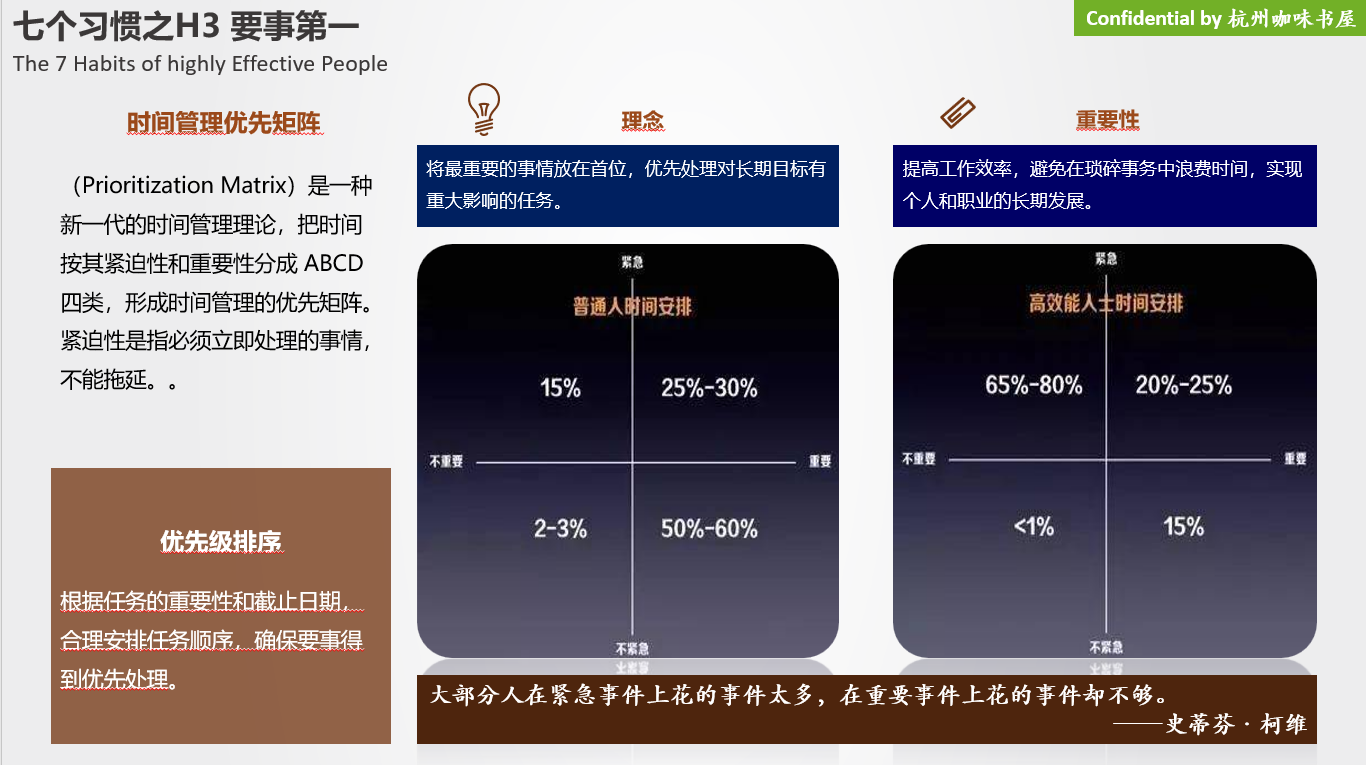 七个习惯之H3 要事第一
The 7 Habits of highly Effective People
Confidential by 杭州咖味书屋
时间管理优先矩阵
（Prioritization Matrix）是一种
新一代的时间管理理论，把时间
按其紧迫性和重要性分成 ABCD
四类，形成时间管理的优先矩阵。
紧迫性是指必须立即处理的事情，
不能拖延。。
优先级排序
根据任务的重要性和截止日期，
合理安排任务顺序，确保要事得
到优先处理。
理念
将最重要的事情放在首位，优先处理对长期目标有
重大影响的任务。
紧急
普通人时间安排
15%
25%-30%
不重要
重要
2-3%
50%-60%
不紧急
重要性
提高工作效率，避免在琐碎事务中浪费时间，实现
个人和职业的长期发展。
紧急
高效能人士时间安排
65%-80%
20%-25%
不重要
重要
<1%
15%
不紧急
大部分人在紧急事件上花的事件太多，在重要事件上花的事件却不够。
——史蒂芬·柯维